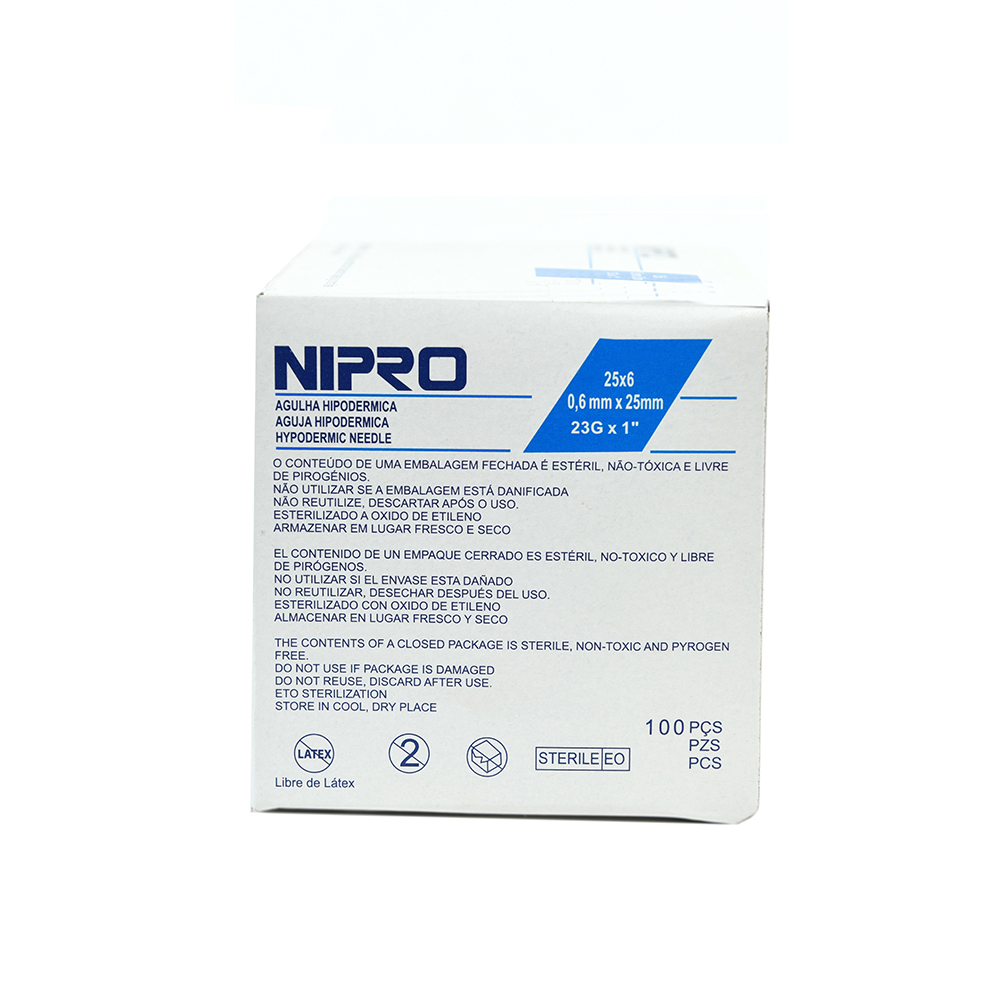 NIPRO
AGULHA HIPODERMICA
AGUJA HIPODERMICA
HYPODERMIC NEEDLE
25x6
0,6 mm x 25mm
23G x 1"
O CONTEÚDO DE UMA EMBALAGEM FECHADA É ESTÉRIL, NÃO-TÓXICA E LIVRE
DE PIROGÉNIOS.
NÃO UTILIZAR SE A EMBALAGEM ESTÁ DANIFICADA
NÃO REUTILIZE, DESCARTAR APÓS O USO.
ESTERILIZADO A OXIDO DE ETILENO
ARMAZENAR EM LUGAR FRESCO E SECO
EL CONTENIDO DE UN EMPAQUE CERRADO ES ESTÉRIL, NO-TOXICO Y LIBRE
DE PIRÓGENOS.
NO UTILIZAR SI EL ENVASE ESTA DAÑADO
NO REUTILIZAR, DESECHAR DESPUÉS DEL USO.
ESTERILIZADO CON OXIDO DE ETILENO
ALMACENAR EN LUGAR FRESCO Y SECO
THE CONTENTS OF A CLOSED PACKAGE IS STERILE, NON-TOXIC AND PYROGEN
FREE.
DO NOT USE IF PACKAGE IS DAMAGED
DO NOT REUSE, DISCARD AFTER USE.
ETO STERILIZATION
STORE IN COOL, DRY PLACE
100 PÇS
PZS
PCS
LATEX
2
STERILE EO
Libre de Látex